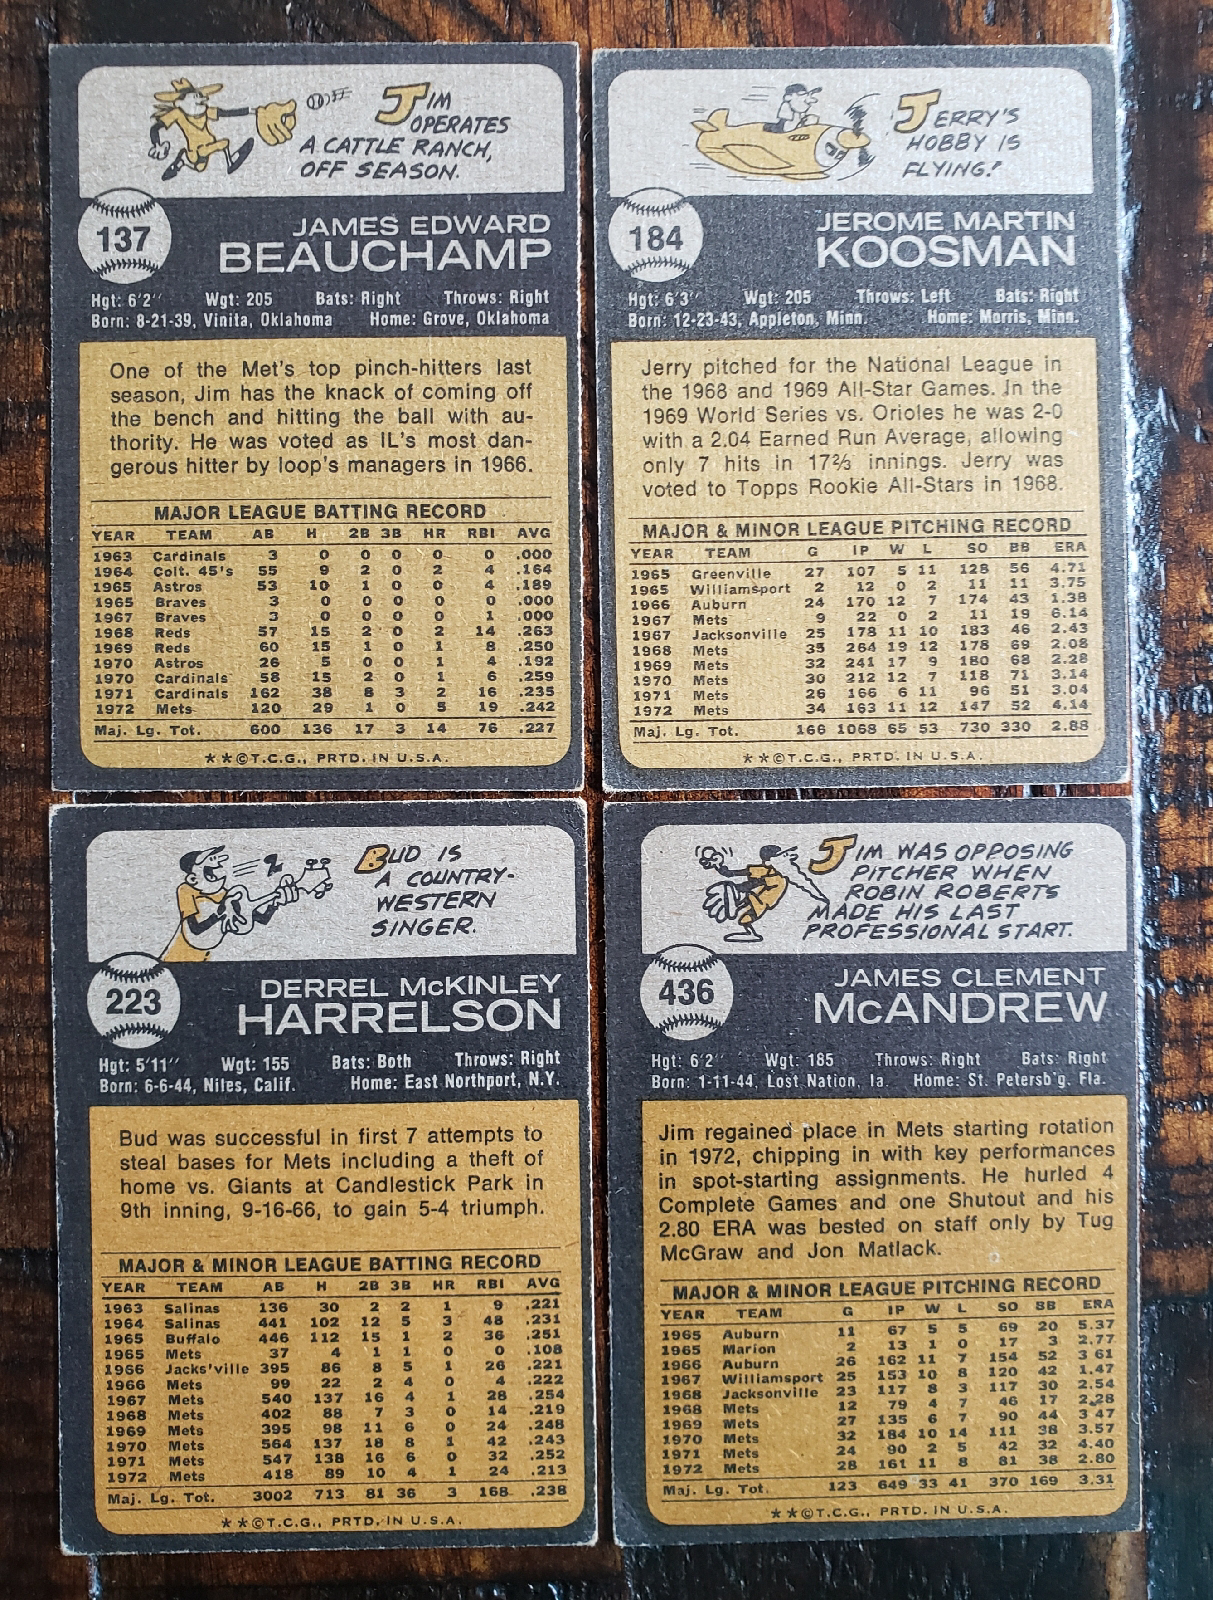 JIM
OPERATES
A CATTLE RANCH,
OFF SEASON.
137
JAMES EDWARD
BEAUCHAMP
Hgt: 6'2" Wgt: 205 Bats: Right Throws: Right
Born: 8-21-39, Vinita, Oklahoma Home: Grove, Oklahoma
One of the Met's top pinch-hitters last
season, Jim has the knack of coming off
the bench and hitting the ball with au-
thority. He was voted as IL's most dan-
gerous hitter by loop's managers in 1966.
MAJOR LEAGUE BATTING RECORD
YEAR TEAM AB H 2B 3B HR RBI AVG
1963 Cardinals 3 0 0 0 0 0 .000
1964 Colt. 45's 55 9 2 0 2 4 .164
1965 Astros 53 10 1 0 0 4 .189
1965 Braves 3 0 0 0 0 0 .000
1967 Braves 3 0 0 0 0 1 .000
1968 Reds 57 15 2 0 2 14 .263
1969 Reds 60 15 1 0 1 8 .250
1970 Astros 26 5 0 0 1 4 .192
1970 Cardinals 58 15 2 0 1 6 .259
1971 Cardinals 162 38 8 3 2 16 .235
1972 Mets 120 29 1 0 5 19 .242
Maj. Lg. Tot. 600 136 17 3 14 76 .227
**©T.C.G., PRTD. IN U.S.A.
JERRY'S
HOBBY IS
FLYING!
184
JEROME MARTIN
KOOSMAN
Hgt: 6'3" Wgt: 205 Throws: Left Bats: Right
Born: 12-23-43, Appleton, Minn. Home: Morris, Minn.
Jerry pitched for the National League in
the 1968 and 1969 All-Star Games. In the
1969 World Series vs. Orioles he was 2-0
with a 2.04 Earned Run Average, allowing
only 7 hits in 17⅔ innings. Jerry was
voted to Topps Rookie All-Stars in 1968.
MAJOR & MINOR LEAGUE PITCHING RECORD
YEAR TEAM G IP W L SO BB ERA
1965 Greenville 27 107 5 11 128 56 4.71
1965 Williamsport 2 12 0 2 11 11 3.75
1966 Auburn 24 170 12 7 174 43 1.38
1967 Mets 9 22 0 2 11 19 6.14
1967 Jacksonville 25 178 11 10 183 46 2.43
1968 Mets 35 264 19 12 178 69 2.08
1969 Mets 32 241 17 9 180 68 2.28
1970 Mets 30 212 12 7 118 71 3.14
1971 Mets 26 166 6 11 96 51 3.04
1972 Mets 34 163 11 12 147 52 4.14
Maj. Lg. Tot. 166 1068 65 53 730 330 2.88
**©T.C.G., PRTD. IN U.S.A.
BUD IS
A COUNTRY-
WESTERN
SINGER.
223
DERREL McKINLEY
HARRELSON
Hgt: 5'11" Wgt: 155 Bats: Both Throws: Right
Born: 6-6-44, Niles, Calif. Home: East Northport, N.Y.
Bud was successful in first 7 attempts to
steal bases for Mets including a theft of
home vs. Giants at Candlestick Park in
9th inning, 9-16-66, to gain 5-4 triumph.
MAJOR & MINOR LEAGUE BATTING RECORD
YEAR TEAM AB H 2B 3B HR RBI AVG
1963 Salinas 136 30 2 2 1 9 .221
1964 Salinas 441 102 12 5 3 48 .231
1965 Buffalo 446 112 15 1 2 36 .251
1965 Mets 37 4 1 1 0 0 .108
1966 Jacks'ville 395 86 8 5 1 26 .221
1966 Mets 99 22 2 4 0 4 .222
1967 Mets 540 137 16 4 1 28 .254
1968 Mets 402 88 7 3 0 14 .219
1969 Mets 395 98 11 6 0 24 .248
1970 Mets 564 137 18 8 1 42 .243
1971 Mets 547 138 16 6 0 32 .252
1972 Mets 418 89 10 4 1 24 .213
Maj. Lg. Tot. 3002 713 81 36 3 168 .238
**©T.C.G., PRTD. IN U.S.A.
JIM WAS OPPOSING
PITCHER WHEN
ROBIN ROBERTS
MADE HIS LAST
PROFESSIONAL START.
436
JAMES CLEMENT
McANDREW
Hgt: 6'2" Wgt: 185 Throws: Right Bats: Right
Born: 1-11-44, Lost Nation, Ia. Home: St. Petersb'g. Fla.
Jim regained place in Mets starting rotation
in 1972, chipping in with key performances
in spot-starting assignments. He hurled 4
Complete Games and one Shutout and his
2.80 ERA was bested on staff only by Tug
McGraw and Jon Matlack.
MAJOR & MINOR LEAGUE PITCHING RECORD
YEAR TEAM G IP W L SO BB ERA
1965 Auburn 11 67 5 5 69 20 5.37
1965 Marion 2 13 1 0 17 3 2.77
1966 Auburn 26 162 11 7 154 52 3.61
1967 Williamsport 25 153 10 8 120 42 1.47
1968 Jacksonville 23 117 8 3 117 30 2.54
1968 Mets 12 79 4 7 46 17 2.28
1969 Mets 27 135 6 7 90 44 3.47
1970 Mets 32 184 10 14 111 38 3.57
1971 Mets 24 90 2 5 42 32 4.40
1972 Mets 28 161 11 8 81 38 2.80
Maj. Lg. Tot. 123 649 33 41 370 169 3.31
**©T.C.G., PRTD. IN U.S.A.